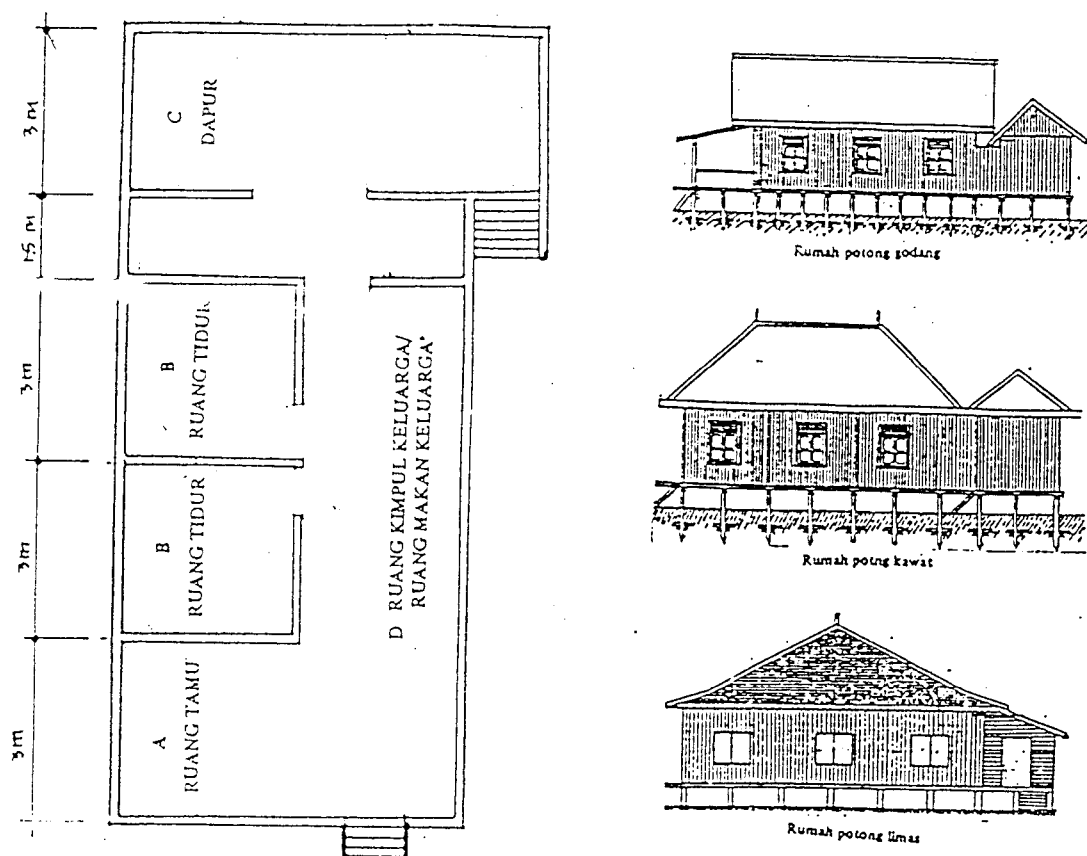 3 m
1.5 m
3 m
3 m
3 m
C
DAPUR
B
RUANG TIDUR
B
RUANG TIDUR
A
RUANG TAMU
D RUANG KIMPUL KELUARGA/
RUANG MAKAN KELUARGA"
Rumah potong godang
Rumah potng kawat
Rumah potong limas